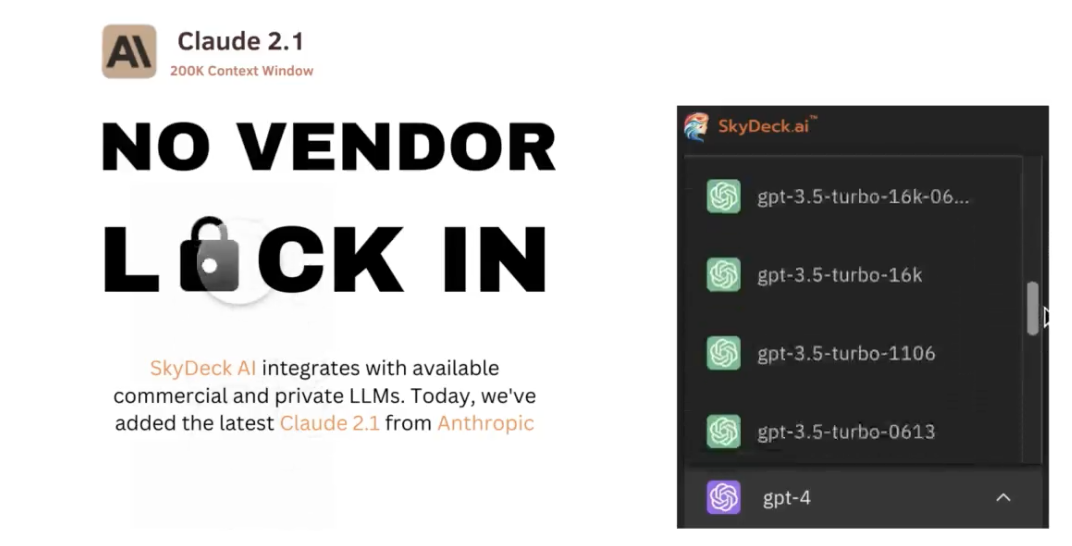 Claude 2.1
200K Context Window
NO VENDOR
LOCK IN
SkyDeck AI integrates with available
commercial and private LLMs. Today, we've
added the latest Claude 2.1 from Anthropic
SkyDeck.ai™
gpt-3.5-turbo-16k-06...
gpt-3.5-turbo-16k
gpt-3.5-turbo-1106
gpt-3.5-turbo-0613
gpt-4